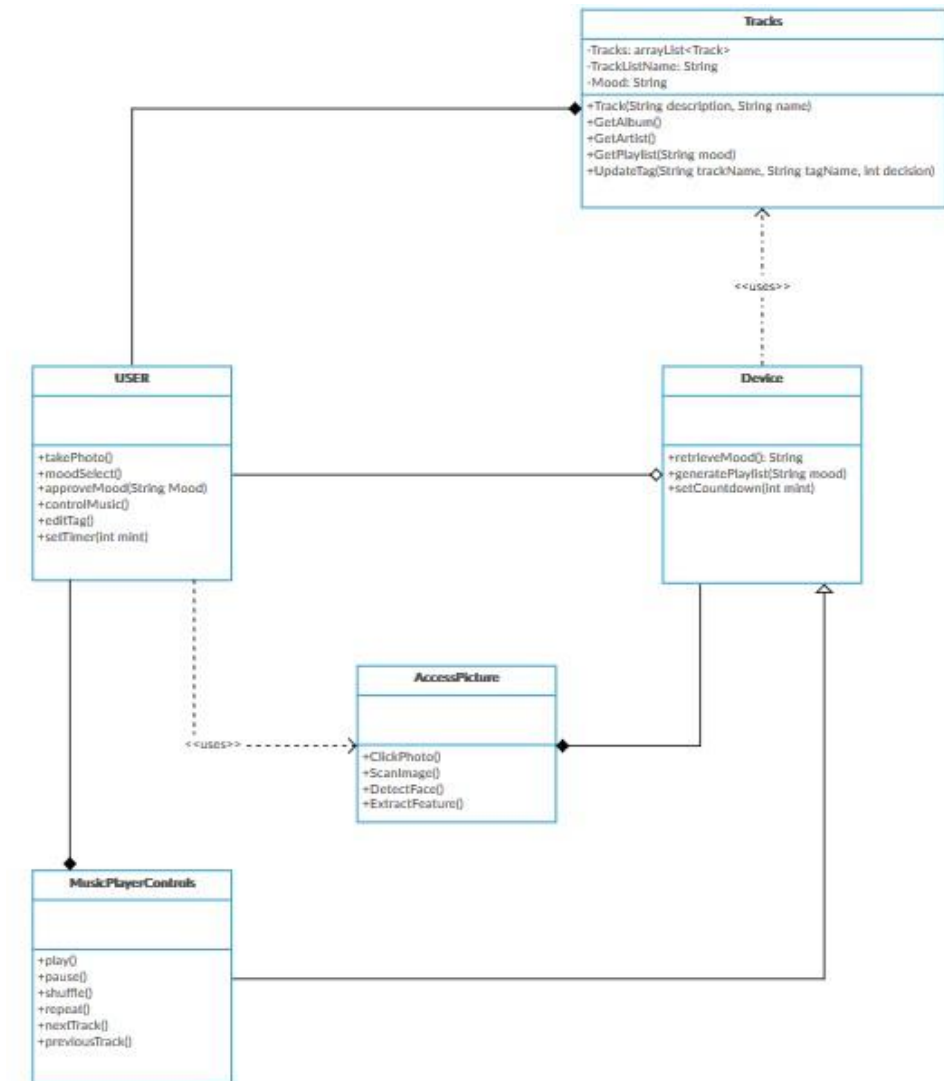 Tracks
-Tracks: arrayList<Track>
-TrackListName: String
-Mood: String
+Track(String description, String name)
+GetAlbum()
+GetArtist()
+GetPlaylist(String mood)
+UpdateTag(String trackName, String tagName, int decision)
<<uses>>
USER
+takePhoto()
+moodSelect()
+approveMood(String Mood)
+controlMusic()
+editTag()
+setTimer(int mint)
Device
+retrieveMood(): String
+generatePlaylist(String mood)
+setCountdown(int mint)
AccessPicture
+ClickPhoto()
+ScanImage()
+DetectFace()
+ExtractFeature()
<<uses>>
MusicPlayerControls
+play()
+pause()
+shuffle()
+repeat()
+nextTrack()
+previousTrack()